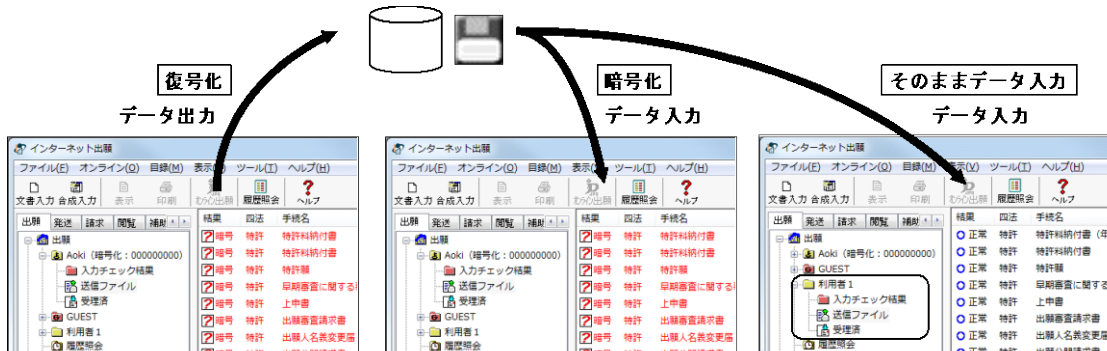 復号化
データ出力
暗号化
データ入力
そのままデータ入力
データ入力
インターネット出願
ファイル(F) オンライン(O) 目録(M) 表示(V) ツール(T) ヘルプ(H)
文書入力 合成入力 表示 印刷 履歴照会 ヘルプ
出願 発送 請求 閲覧 補助
出願
Aoki（暗号化：000000000）
入力チェック結果
送信ファイル
受理済
GUEST
利用者1
履歴照会
結果 四法 手続名
暗号 特許 特許料納付書
暗号 特許 特許料納付書
暗号 特許 特許願
暗号 特許 早期審査に関する
暗号 特許 上申書
暗号 特許 出願審査請求書
暗号 特許 出願人名義変更届
インターネット出願
ファイル(F) オンライン(O) 目録(M) ツール(T) ヘルプ(H)
文書入力 合成入力 表示 印刷 履歴照会 ヘルプ
出願 発送 請求 閲覧 補助
出願
Aoki（暗号化：000000000）
入力チェック結果
送信ファイル
受理済
GUEST
利用者1
履歴照会
結果 四法 手続名
暗号 特許 特許料納付書
暗号 特許 特許料納付書
暗号 特許 特許願
暗号 特許 早期審査に関する
暗号 特許 上申書
暗号 特許 出願審査請求書
暗号 特許 出願人名義変更届
インターネット出願
ファイル(F) オンライン(O) 目録(M) 表示(V) ツール(T) ヘルプ(H)
文書入力 合成入力 表示 印刷 履歴照会 ヘルプ
出願 発送 請求 閲覧 補助
出願
Aoki（暗号化：000000000）
GUEST
利用者1
入力チェック結果
送信ファイル
受理済
履歴照会
結果 四法 手続名
正常 特許 特許料納付書（年
正常 特許 特許料納付書
正常 特許 特許願
正常 特許 早期審査に関する
正常 特許 上申書
正常 特許 出願審査請求書
正常 特許 出願人名義変更届